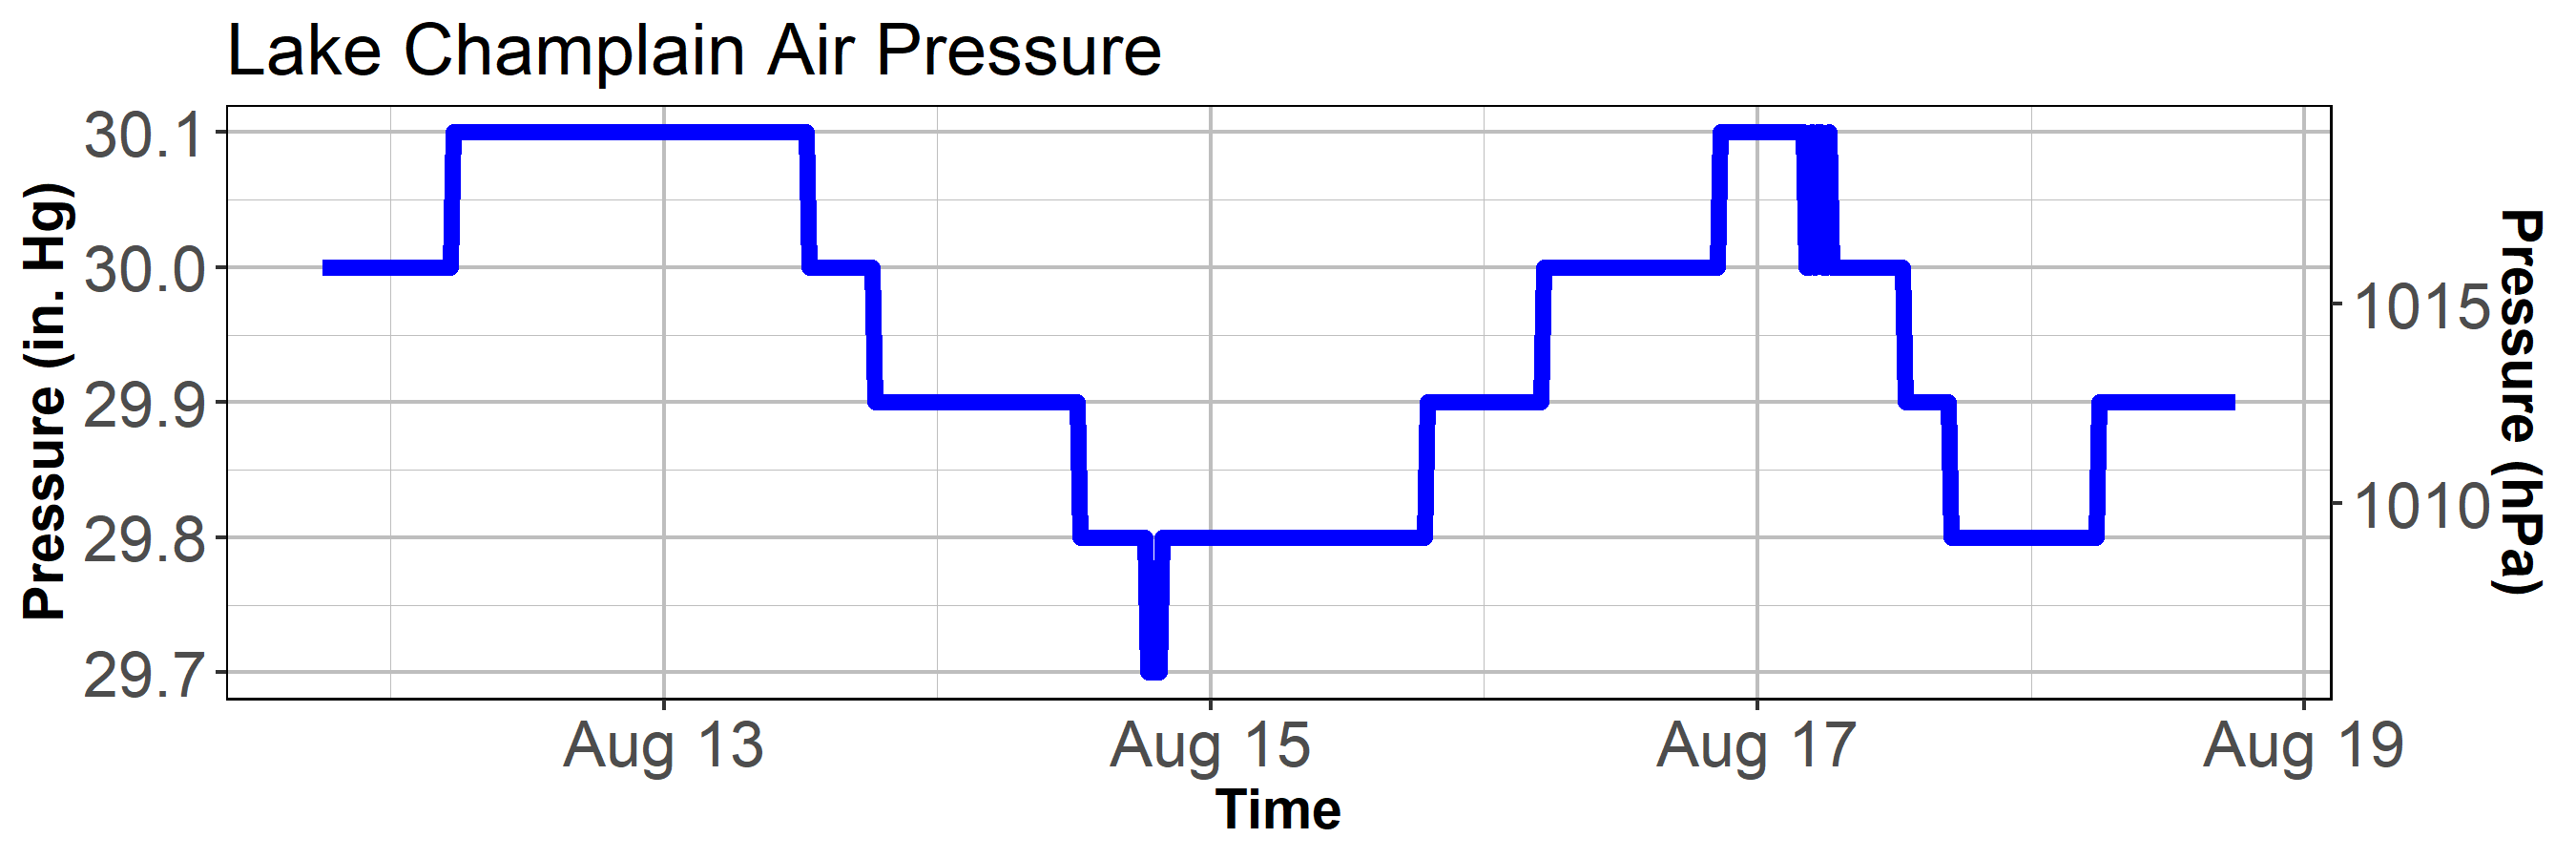 Lake Champlain Air Pressure
Pressure (in. Hg)
30.1
30.0
29.9
29.8
29.7
1015
1010
Pressure (hPa)
Aug 13
Aug 15
Aug 17
Aug 19
Time